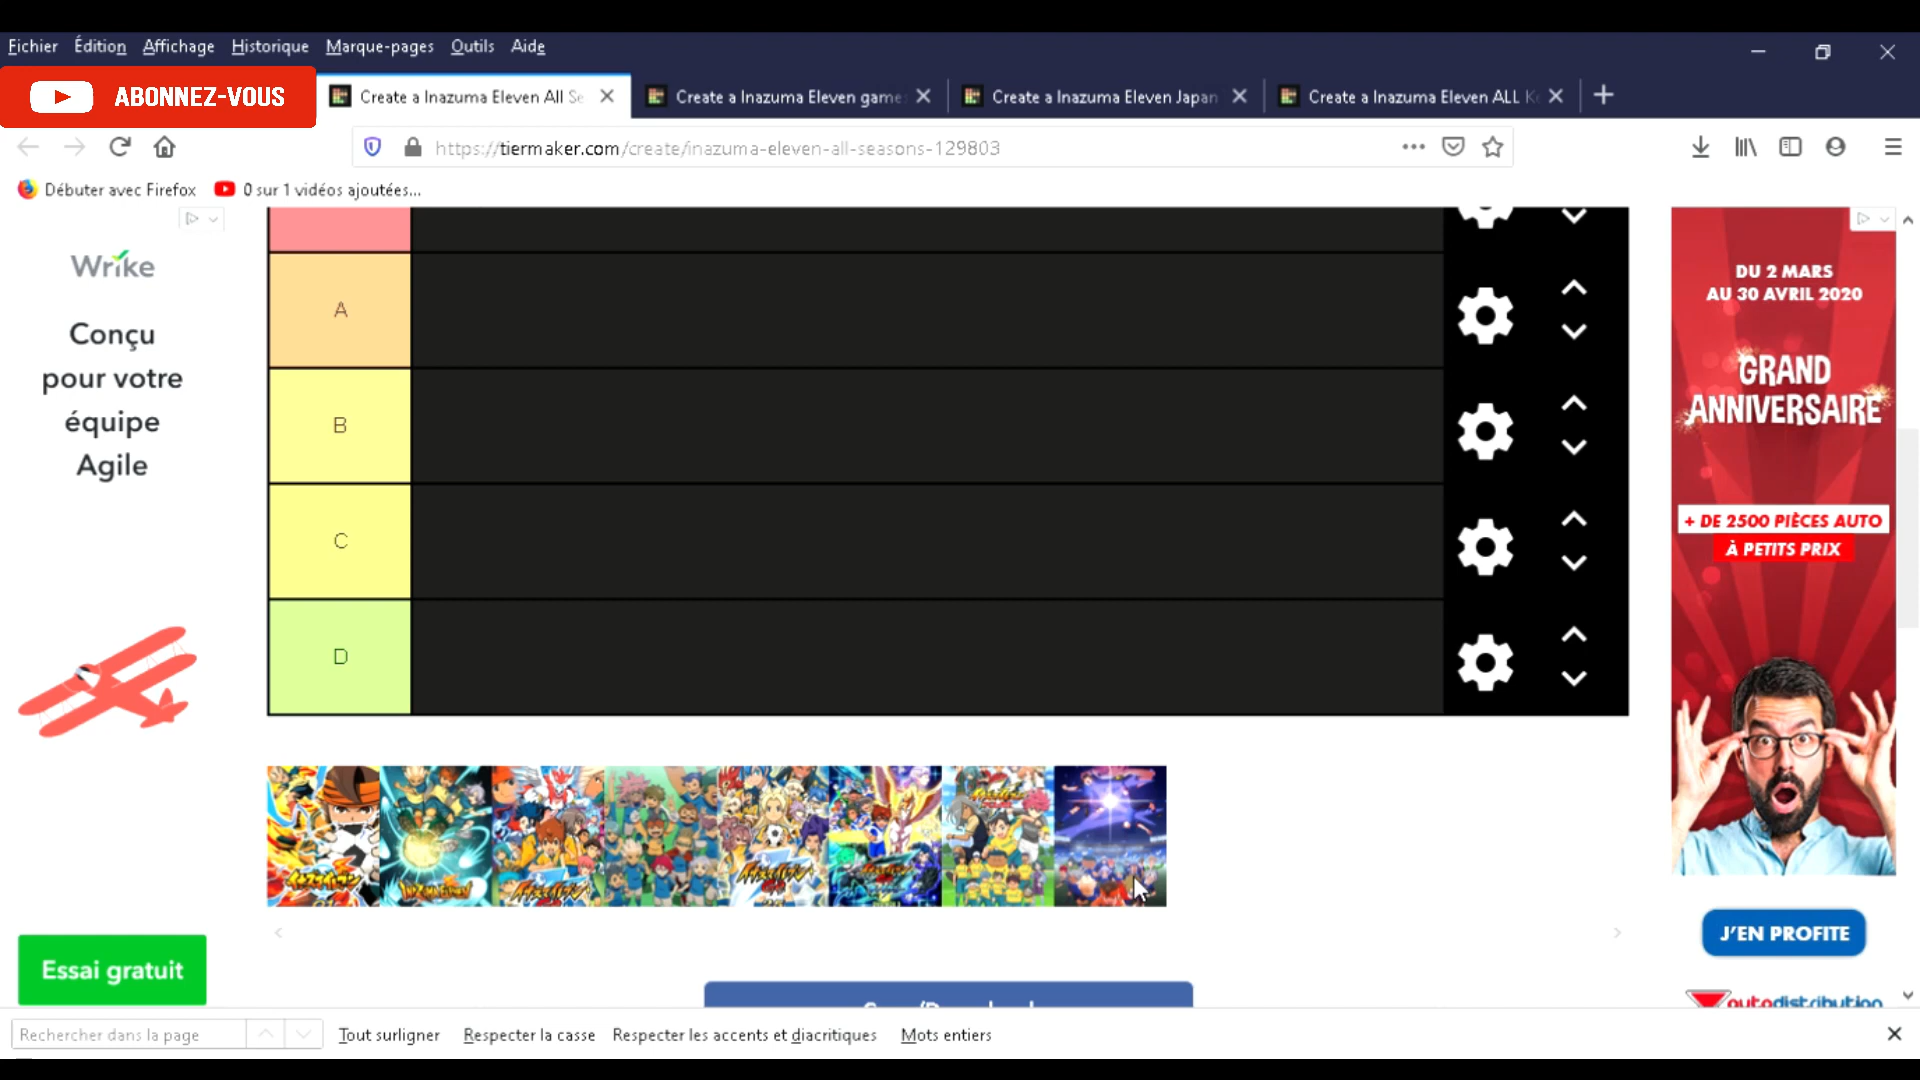 Fichier Édition Affichage Historique Marque-pages Outils Aide
ABONNEZ-VOUS
Create a Inazuma Eleven All Se
Create a Inazuma Eleven game
Create a Inazuma Eleven Japan
Create a Inazuma Eleven ALL
https://tiermaker.com/create/inazuma-eleven-all-seasons-129803
Débuter avec Firefox
0 sur 1 vidéos ajoutées...
Wrike
Conçu
pour votre
équipe
Agile
Essai gratuit
A
B
C
D
DU 2 MARS
AU 30 AVRIL 2020
GRAND
ANNIVERSAIRE
+ DE 2500 PIÈCES AUTO
À PETITS PRIX
J'EN PROFITE
autodistribution
Rechercher dans la page
Tout surligner Respecter la casse Respecter les accents et diacritiques Mots entiers